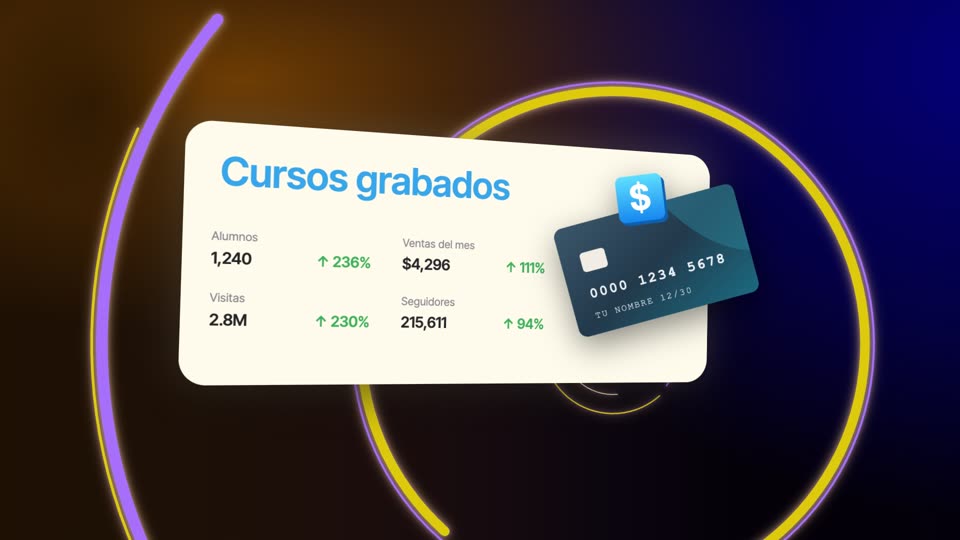 Cursos grabados
Alumnos
1,240
↑ 236%
Ventas del mes
$4,296
↑ 111%
Visitas
2.8M
↑ 230%
Seguidores
215,611
↑ 94%
$
0000 1234 5678
TU NOMBRE 12/30